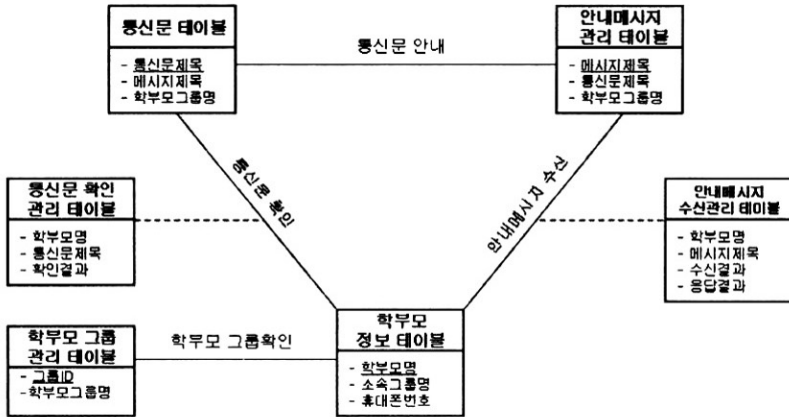 통신문 테이블
- 통신문제목
- 메시지제목
- 학부모그룹명
통신문 안내
안내메시지
관리 테이블
- 메시지제목
- 통신문제목
- 학부모그룹명
통신문 확인
안내메시지 수신
통신문 확인
관리 테이블
- 학부모명
- 통신문제목
- 확인결과
안내메시지
수신관리 테이블
- 학부모명
- 메시지제목
- 수신결과
- 응답결과
학부모 그룹
관리 테이블
- 그룹ID
-학부모그룹명
학부모 그룹확인
학부모
정보 테이블
- 학부모명
- 소속그룹명
- 휴대폰번호